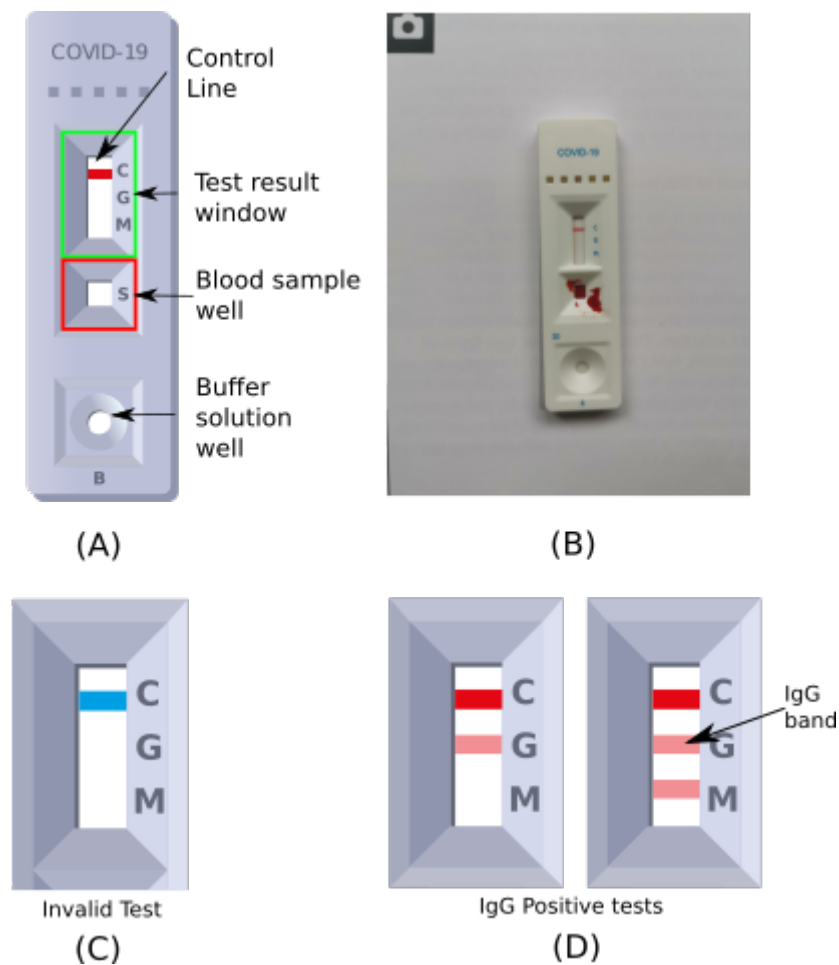 COVID-19
Control
Line
C
G
M
Test result
window
S
Blood sample
well
Buffer
solution
well
B
(A)
COVID-19
C
(B)
C
G
M
Invalid Test
(C)
C
G
M
C
G
M
IgG
band
IgG Positive tests
(D)